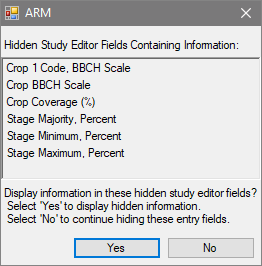 ARM
Hidden Study Editor Fields Containing Information:
Crop 1 Code, BBCH Scale
Crop BBCH Scale
Crop Coverage (%)
Stage Majority, Percent
Stage Minimum, Percent
Stage Maximum, Percent
Display information in these hidden study editor fields?
Select 'Yes' to display hidden information.
Select 'No' to continue hiding these entry fields.
Yes
No